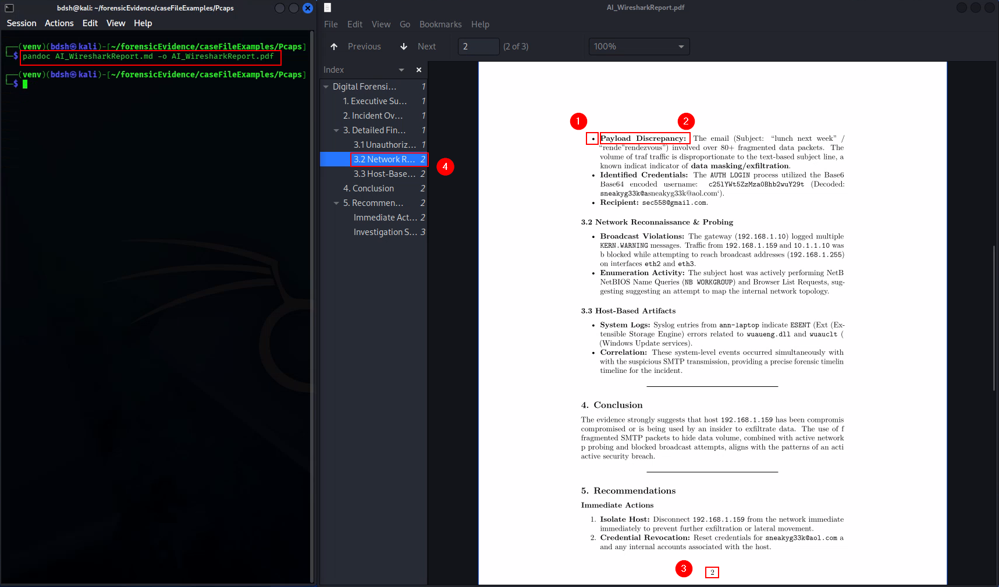 bdsh@kali: ~/forensicEvidence/caseFileExamples/Pcaps
Session Actions Edit View Help
┌──(venv)(bdsh㉿kali)-[~/forensicEvidence/caseFileExamples/Pcaps]
└─$ pandoc AI_WiresharkReport.md -o AI_WiresharkReport.pdf
┌──(venv)(bdsh㉿kali)-[~/forensicEvidence/caseFileExamples/Pcaps]
└─$
AI_WiresharkReport.pdf
File Edit View Go Bookmarks Help
Previous Next 2 (2 of 3) 100%
Index
Digital Forensi... 1
1. Executive Su... 1
2. Incident Ov... 1
3. Detailed Fin... 1
3.1 Unauthoriz... 1
3.2 Network R... 2
3.3 Host-Base... 2
4. Conclusion 2
5. Recommen... 2
Immediate Act... 2
Investigation S... 3
4
1 2
• Payload Discrepancy: The email (Subject: “lunch next week” /
“rende”rendezvous”) involved over 80+ fragmented data packets. The
volume of traf traffic is disproportionate to the text-based subject line, a
known indicat indicator of data masking/exfiltration.
• Identified Credentials: The AUTH LOGIN process utilized the Base6
Base64 encoded username: c25lYWt5ZzMza0Bhb2wuY29t (Decoded:
sneakyg33k@asneakyg33k@aol.com‘).
• Recipient: sec558@gmail.com.
3.2 Network Reconnaissance & Probing
• Broadcast Violations: The gateway (192.168.1.10) logged multiple
KERN.WARNING messages. Traffic from 192.168.1.159 and 10.1.1.10 was
b blocked while attempting to reach broadcast addresses (192.168.1.255)
on interfaces eth2 and eth3.
• Enumeration Activity: The subject host was actively performing NetB
NetBIOS Name Queries (NB WORKGROUP) and Browser List Requests, sug-
gesting suggesting an attempt to map the internal network topology.
3.3 Host-Based Artifacts
• System Logs: Syslog entries from ann-laptop indicate ESENT (Ext (Ex-
tensible Storage Engine) errors related to wuaueng.dll and wuauclt (
(Windows Update services).
• Correlation: These system-level events occurred simultaneously with
with the suspicious SMTP transmission, providing a precise forensic timelin
timeline for the incident.
4. Conclusion
The evidence strongly suggests that host 192.168.1.159 has been compromis
compromised or is being used by an insider to exfiltrate data. The use of f
fragmented SMTP packets to hide data volume, combined with active network
p probing and blocked broadcast attempts, aligns with the patterns of an acti
active security breach.
5. Recommendations
Immediate Actions
1. Isolate Host: Disconnect 192.168.1.159 from the network immediate
immediately to prevent further exfiltration or lateral movement.
2. Credential Revocation: Reset credentials for sneakyg33k@aol.com a
and any internal accounts associated with the host.
3 2